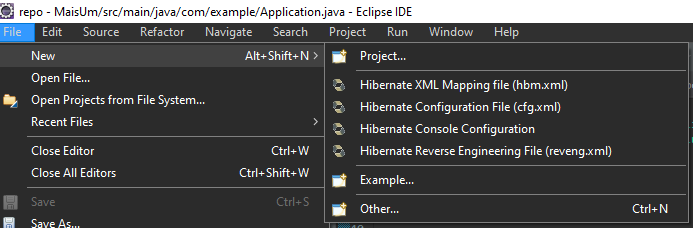 repo - MaisUm/src/main/java/com/example/Application.java - Eclipse IDE
File Edit Source Refactor Navigate Search Project Run Window Help
New Alt+Shift+N >
Open File...
Open Projects from File System...
Recent Files >
Close Editor Ctrl+W
Close All Editors Ctrl+Shift+W
Save Ctrl+S
Save As...
Project...
Hibernate XML Mapping file (hbm.xml)
Hibernate Configuration File (cfg.xml)
Hibernate Console Configuration
Hibernate Reverse Engineering File (reveng.xml)
Example...
Other... Ctrl+N